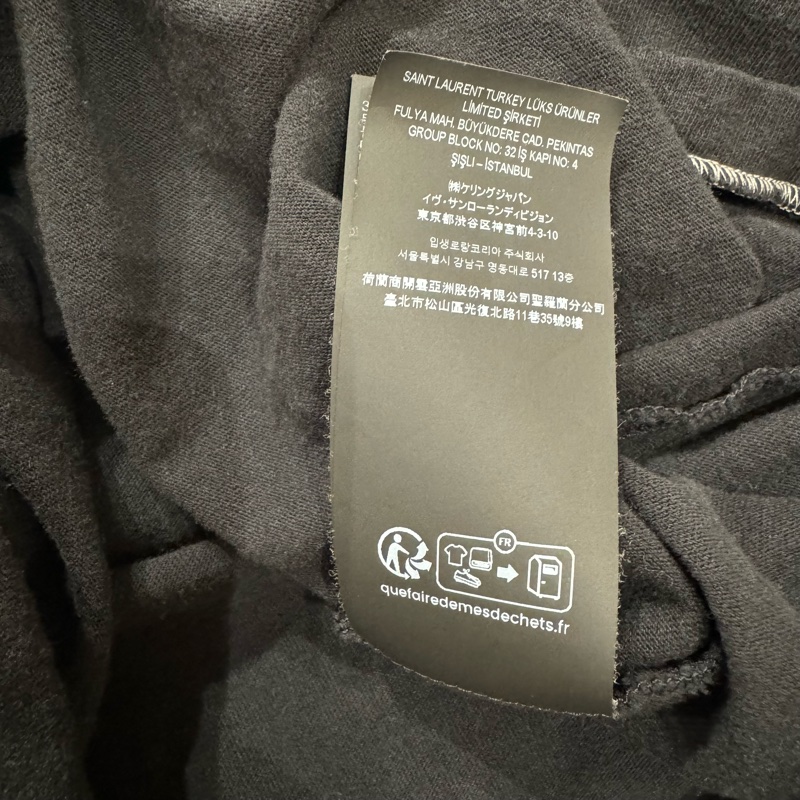 SAINT LAURENT TURKEY LÜKS ÜRÜNLER
LİMİTED ŞİRKETİ
FULYA MAH. BÜYÜKDERE CAD. PEKINTAS
GROUP BLOCK NO: 32 İŞ KAPI NO: 4
ŞIŞLI – İSTANBUL
㈱ケリングジャパン
イヴ・サンローランディビジョン
東京都渋谷区神宮前4-3-10
입생로랑코리아 주식회사
서울특별시 강남구 영동대로 517 13층
荷蘭商開雲亞洲股份有限公司聖羅蘭分公司
臺北市松山區光復北路11巷35號9樓
FR
quefairedemesdechets.fr